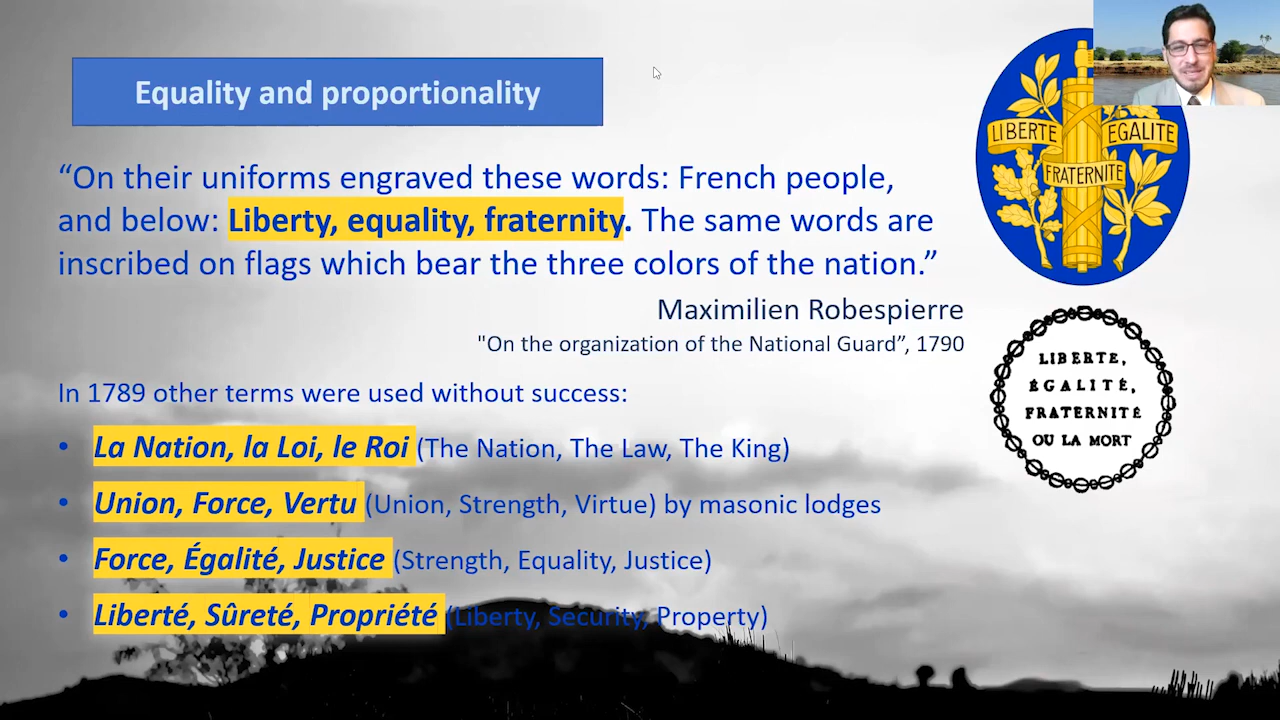 Equality and proportionality
“On their uniforms engraved these words: French people,
and below: Liberty, equality, fraternity. The same words are
inscribed on flags which bear the three colors of the nation.”
Maximilien Robespierre
"On the organization of the National Guard”, 1790
In 1789 other terms were used without success:
• La Nation, la Loi, le Roi (The Nation, The Law, The King)
• Union, Force, Vertu (Union, Strength, Virtue) by masonic lodges
• Force, Égalité, Justice (Strength, Equality, Justice)
• Liberté, Sûreté, Propriété (Liberty, Security, Property)
LIBERTE EGALITE
FRATERNITE
LIBERTE,
ÉGALITÉ,
FRATERNITÉ
OU LA MORT